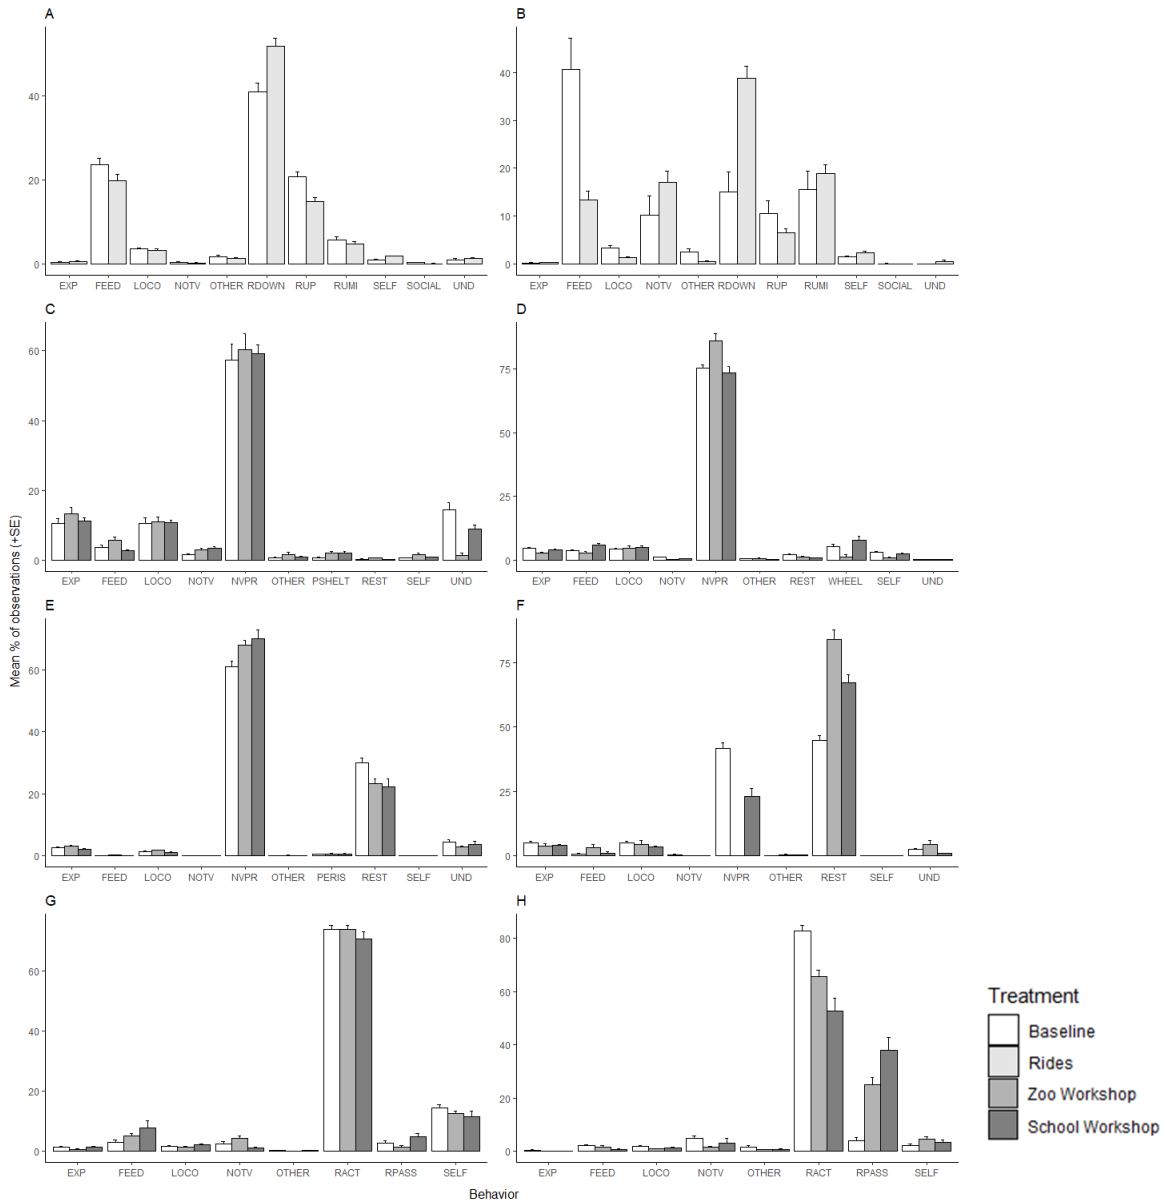 A
B
40
20
0
EXP FEED LOCO NOTV OTHER RDOWN RUP RUMI SELF SOCIAL UND
40
30
20
10
0
EXP FEED LOCO NOTV OTHER RDOWN RUP RUMI SELF SOCIAL UND
C
D
60
40
20
0
EXP FEED LOCO NOTV NVPR OTHER PSHELT REST SELF UND
75
50
25
0
EXP FEED LOCO NOTV NVPR OTHER REST WHEEL SELF UND
Mean % of observations (+SE)
E
F
60
40
20
0
EXP FEED LOCO NOTV NVPR OTHER PERIS REST SELF UND
75
50
25
0
EXP FEED LOCO NOTV NVPR OTHER REST SELF UND
G
H
60
40
20
0
EXP FEED LOCO NOTV OTHER RACT RPASS SELF
80
60
40
20
0
EXP FEED LOCO NOTV OTHER RACT RPASS SELF
Behavior
Treatment
Baseline
Rides
Zoo Workshop
School Workshop